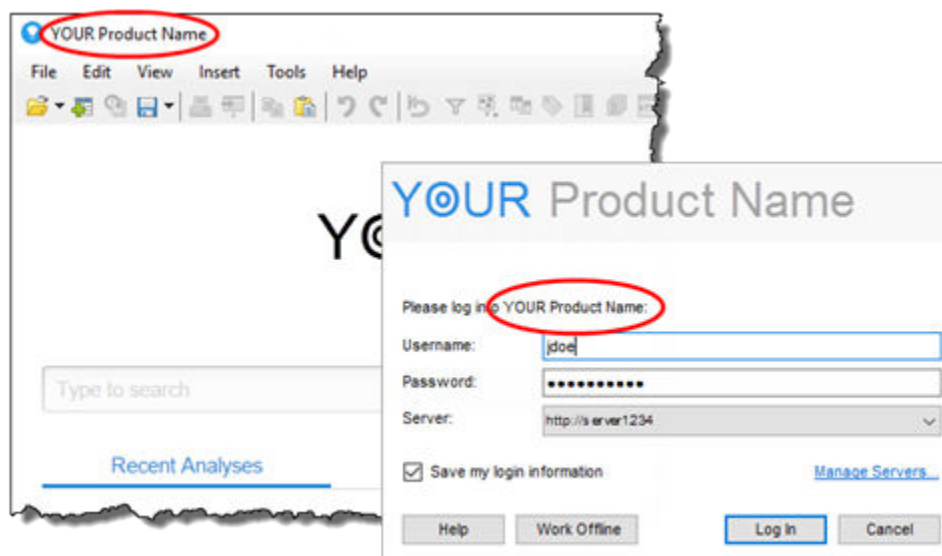 YOUR Product Name
File Edit View Insert Tools Help
YO
YOUR Product Name
Please log into YOUR Product Name:
Username: jdoe
Password: ••••••••••
Server: http://server1234
Type to search
Save my login information Manage Servers...
Recent Analyses
Help Work Offline Log In Cancel